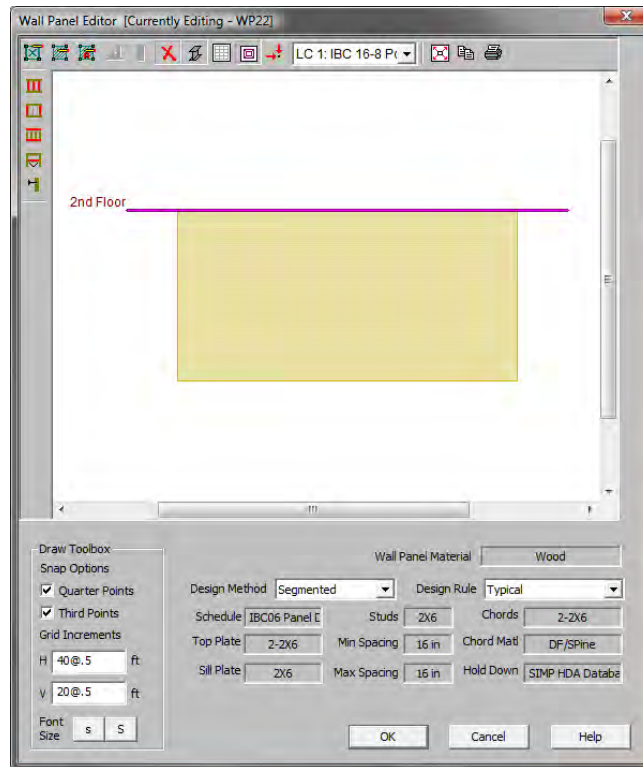 Wall Panel Editor [Currently Editing - WP22]
LC 1: IBC 16-8 Po
2nd Floor
Draw Toolbox
Snap Options
Quarter Points
Third Points
Grid Increments
H 40@.5 ft
V 20@.5 ft
Font Size s S
Wall Panel Material Wood
Design Method Segmented Design Rule Typical
Schedule IBC06 Panel D Studs 2X6 Chords 2-2X6
Top Plate 2-2X6 Min Spacing 16 in Chord Matl DF/SPine
Sill Plate 2X6 Max Spacing 16 in Hold Down SIMP HDA Databa
OK Cancel Help